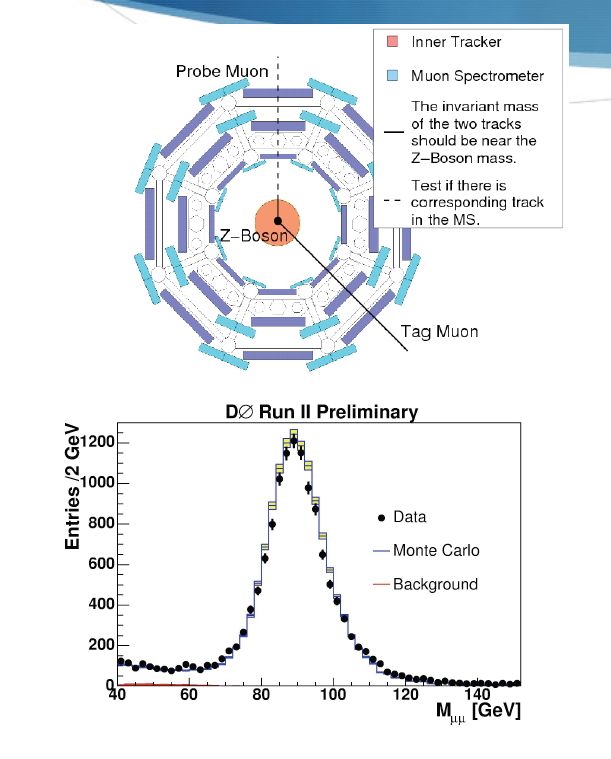 Inner Tracker
Probe Muon
Muon Spectrometer
The invariant mass
of the two tracks
should be near the
Z−Boson mass.
Test if there is
corresponding track
in the MS.
Z−Boson
Tag Muon
DØ Run II Preliminary
Entries /2 GeV
1200
1000
800
600
400
200
0
Data
Monte Carlo
Background
40 60 80 100 120 140
Mμμ [GeV]